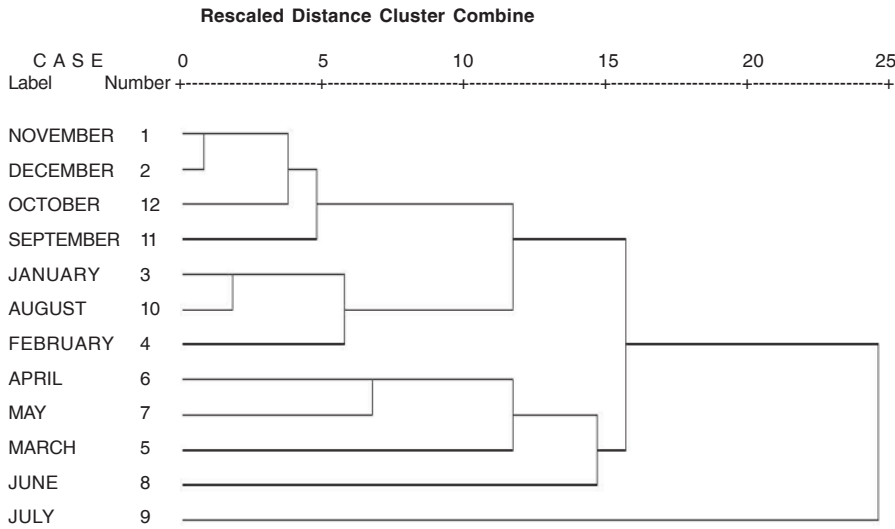 Rescaled Distance Cluster Combine
C A S E 0 5 10 15 20 25
Label Number +---------+---------+---------+---------+---------+
NOVEMBER 1
DECEMBER 2
OCTOBER 12
SEPTEMBER 11
JANUARY 3
AUGUST 10
FEBRUARY 4
APRIL 6
MAY 7
MARCH 5
JUNE 8
JULY 9